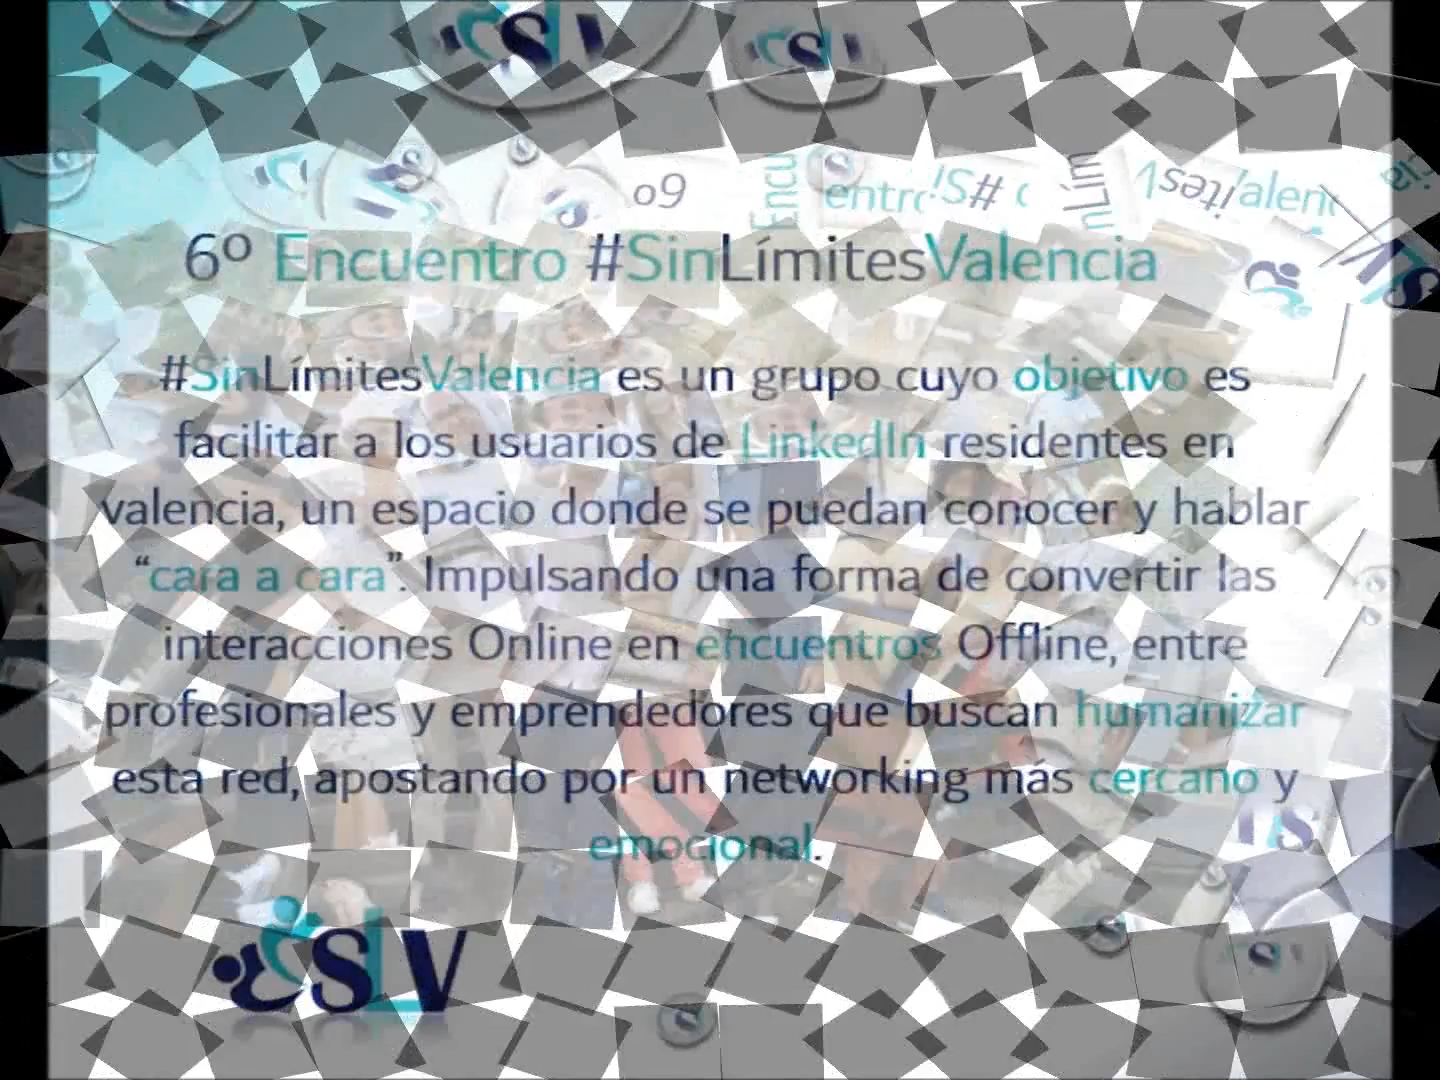 6º Encuentro #SinLímitesValencia
#SinLímitesValencia es un grupo cuyo objetivo es
facilitar a los usuarios de LinkedIn residentes en
valencia, un espacio donde se puedan conocer y hablar
“cara a cara”. Impulsando una forma de convertir las
interacciones Online en encuentros Offline, entre
profesionales y emprendedores que buscan humanizar
esta red, apostando por un networking más cercano y
emocional.
SLV